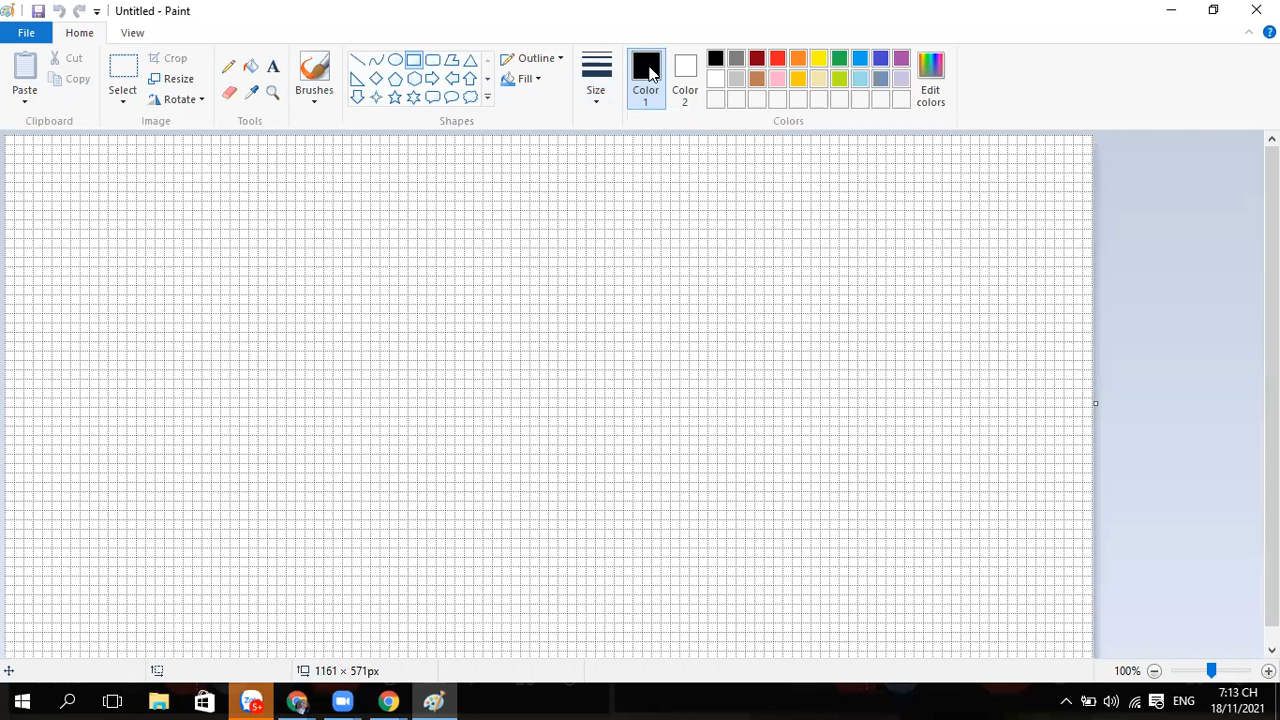 Untitled - Paint
File Home View
Paste
Cut
Copy
Clipboard
Select
Crop
Resize
Rotate
Image
A
Tools
Brushes
Outline
Fill
Shapes
Size
Color 1
Color 2
Edit colors
Colors
1161 × 571px
100%
5+
ENG
7:13 CH
18/11/2021